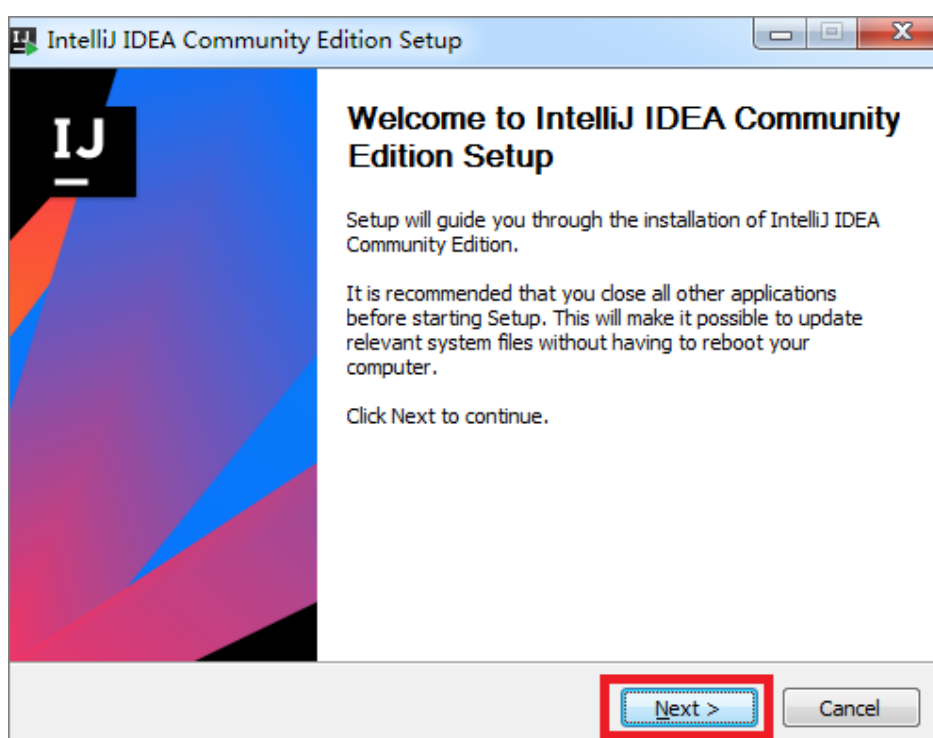 IntelliJ IDEA Community Edition Setup
IJ
Welcome to IntelliJ IDEA Community
Edition Setup
Setup will guide you through the installation of IntelliJ IDEA
Community Edition.
It is recommended that you close all other applications
before starting Setup. This will make it possible to update
relevant system files without having to reboot your
computer.
Click Next to continue.
Next >
Cancel